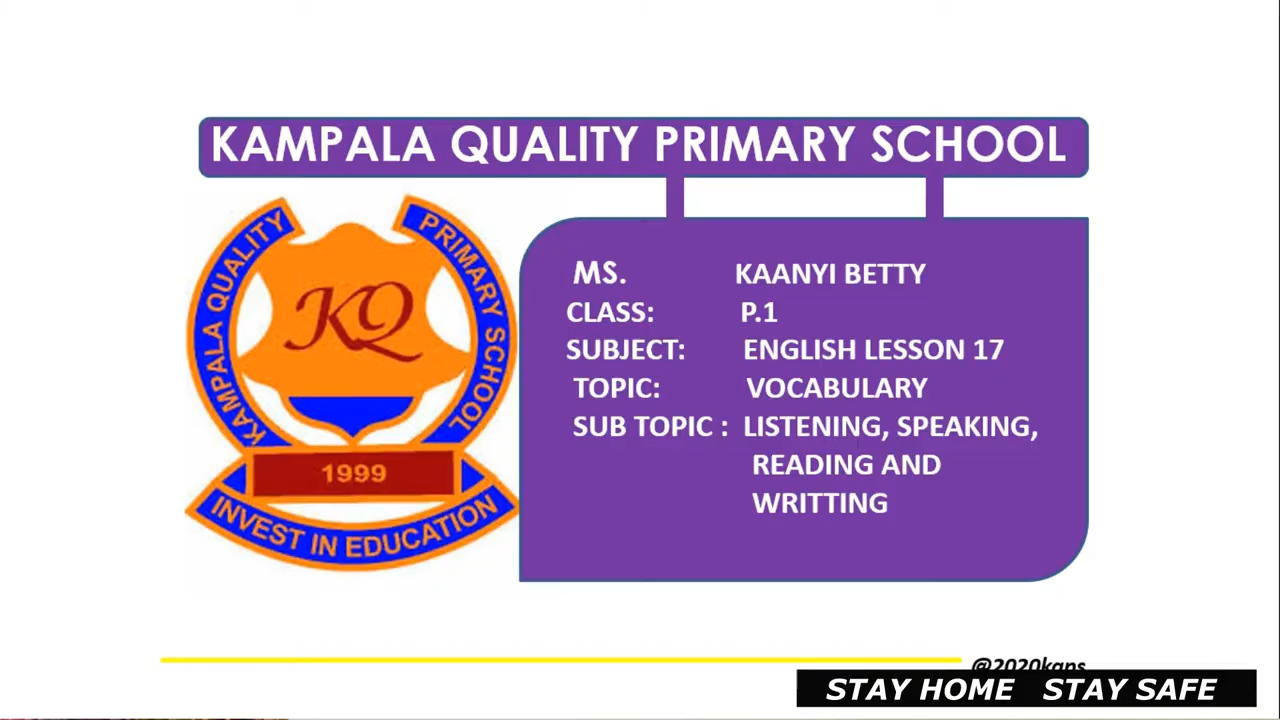 KAMPALA QUALITY PRIMARY SCHOOL
KAMPALA QUALITY
PRIMARY SCHOOL
KQ
1999
INVEST IN EDUCATION
MS. KAANYI BETTY
CLASS: P.1
SUBJECT: ENGLISH LESSON 17
TOPIC: VOCABULARY
SUB TOPIC : LISTENING, SPEAKING,
READING AND
WRITTING
@2020kaps
STAY HOME STAY SAFE